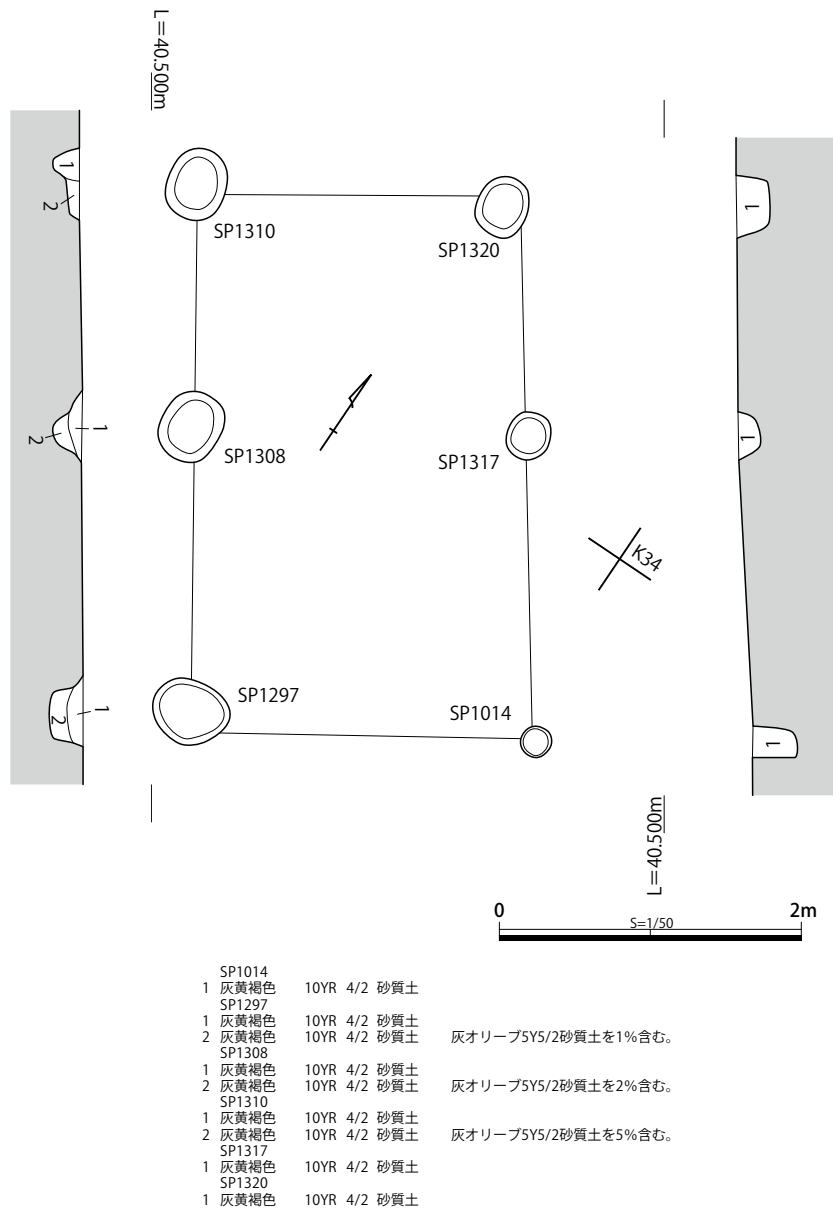 L=40.500m
1
2
SP1310
SP1320
1
2
1
SP1308
SP1317
1
K34
SP1297
SP1014
1
2
1
L=40.500m
0 2m
S=1/50
SP1014
1 灰黄褐色 10YR 4/2 砂質土
SP1297
1 灰黄褐色 10YR 4/2 砂質土
2 灰黄褐色 10YR 4/2 砂質土 灰オリーブ5Y5/2砂質土を1%含む。
SP1308
1 灰黄褐色 10YR 4/2 砂質土
2 灰黄褐色 10YR 4/2 砂質土 灰オリーブ5Y5/2砂質土を2%含む。
SP1310
1 灰黄褐色 10YR 4/2 砂質土
2 灰黄褐色 10YR 4/2 砂質土 灰オリーブ5Y5/2砂質土を5%含む。
SP1317
1 灰黄褐色 10YR 4/2 砂質土
SP1320
1 灰黄褐色 10YR 4/2 砂質土